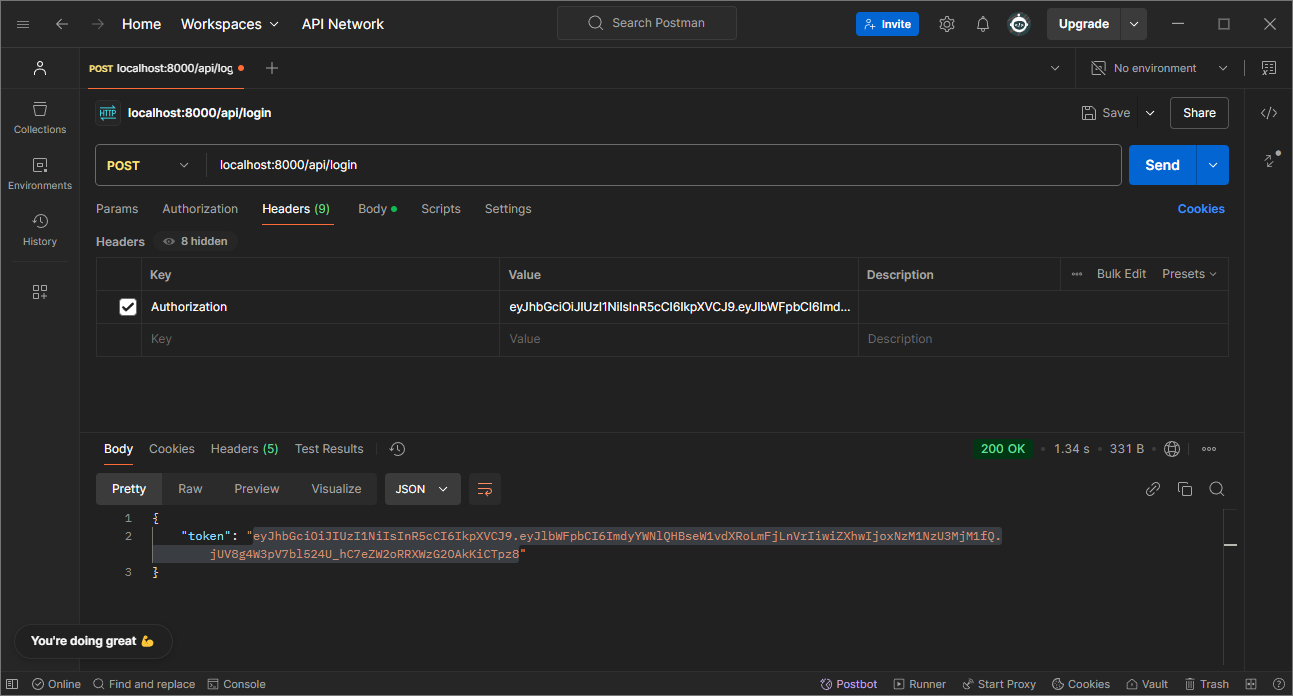 Home Workspaces API Network Search Postman Invite Upgrade
POST localhost:8000/api/log No environment
HTTP localhost:8000/api/login Save Share
Collections
POST localhost:8000/api/login Send
Environments
Params Authorization Headers (9) Body Scripts Settings Cookies
History
Headers 8 hidden
Key Value Description Bulk Edit Presets
Authorization eyJhbGciOiJIUzI1NiIsInR5cCI6IkpXVCJ9.eyJlbWFpbCI6Imd...
Key Value Description
Body Cookies Headers (5) Test Results 200 OK 1.34 s 331 B
Pretty Raw Preview Visualize JSON
1 {
2 "token": "eyJhbGciOiJIUzI1NiIsInR5cCI6IkpXVCJ9.eyJlbWFpbCI6ImdyYWNlQHBseW1vdXRoLmFjLnVrIiwiZXhwIjoxNzM1NzU3MjM1fQ.
jUV8g4W3pV7bl524U_hC7eZW2oRRXWzG2OAkKiCTpz8"
3 }
You're doing great 💪
Online Find and replace Console Postbot Runner Start Proxy Cookies Vault Trash